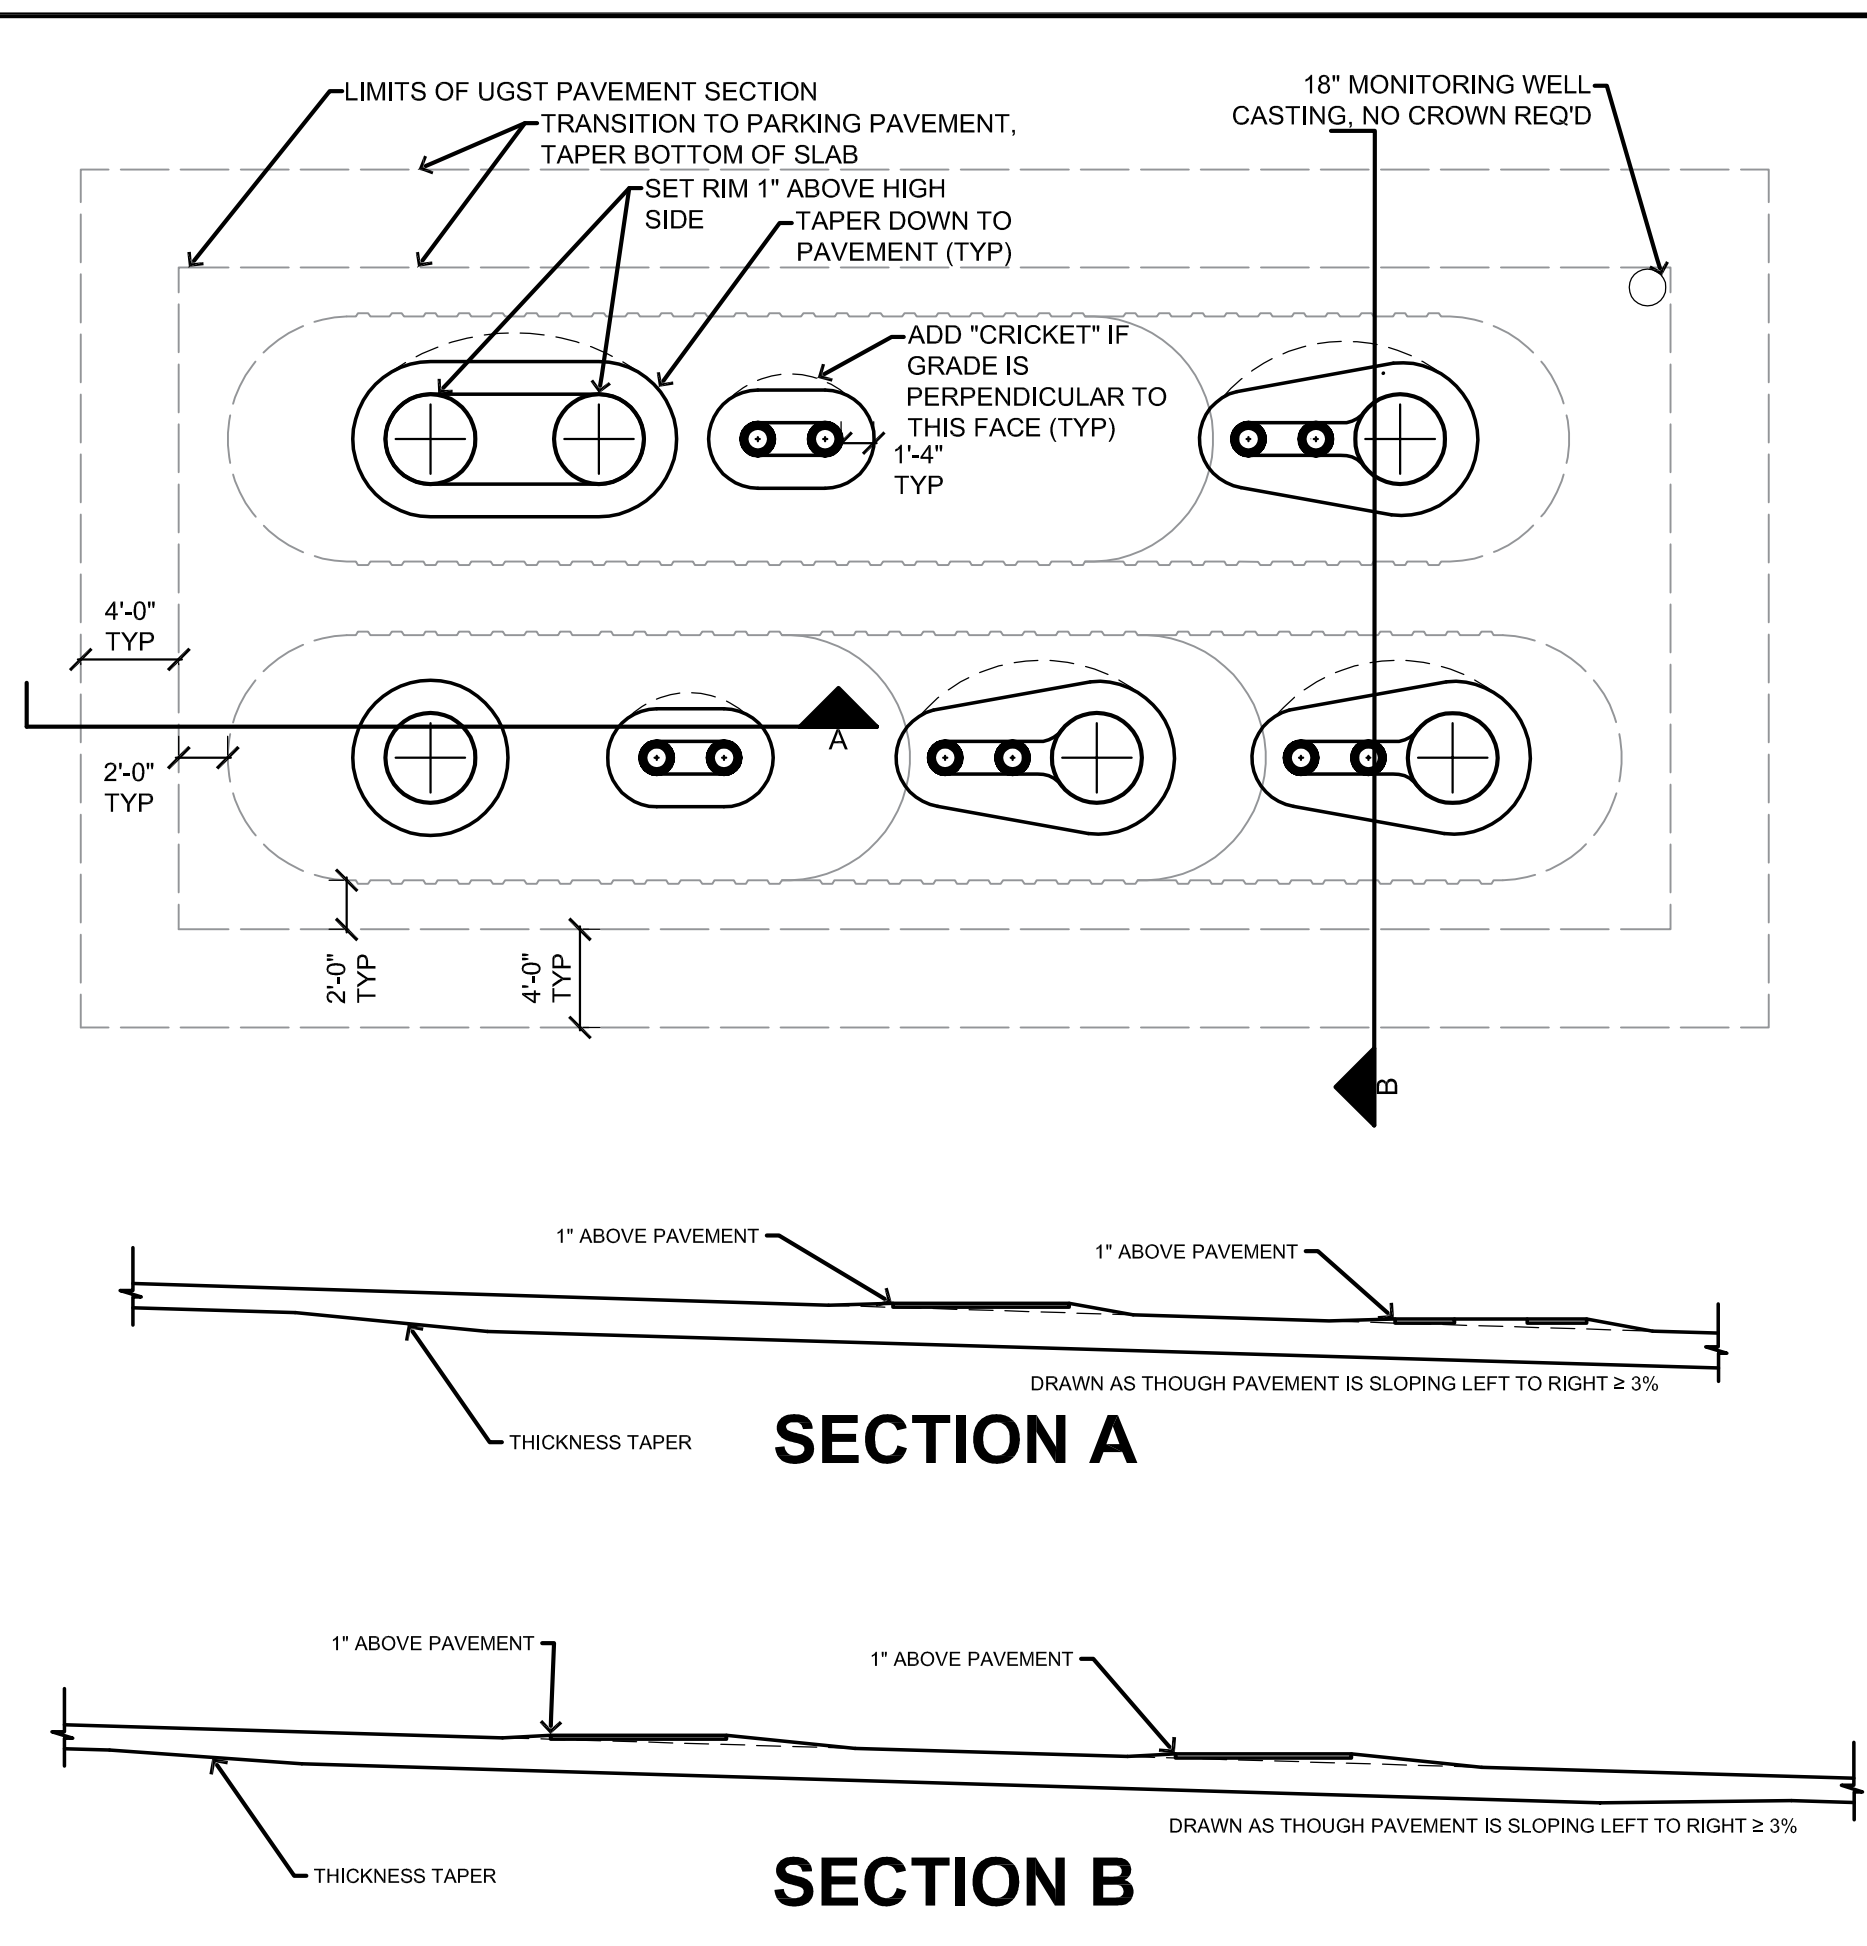 LIMITS OF UGST PAVEMENT SECTION
TRANSITION TO PARKING PAVEMENT,
TAPER BOTTOM OF SLAB
SET RIM 1" ABOVE HIGH
SIDE
TAPER DOWN TO
PAVEMENT (TYP)
18" MONITORING WELL
CASTING, NO CROWN REQ'D
ADD "CRICKET" IF
GRADE IS
PERPENDICULAR TO
THIS FACE (TYP)
1'-4"
TYP
4'-0"
TYP
2'-0"
TYP
A
2'-0"
TYP
4'-0"
TYP
B
1" ABOVE PAVEMENT
1" ABOVE PAVEMENT
DRAWN AS THOUGH PAVEMENT IS SLOPING LEFT TO RIGHT ≥ 3%
THICKNESS TAPER
SECTION A
1" ABOVE PAVEMENT
1" ABOVE PAVEMENT
DRAWN AS THOUGH PAVEMENT IS SLOPING LEFT TO RIGHT ≥ 3%
THICKNESS TAPER
SECTION B